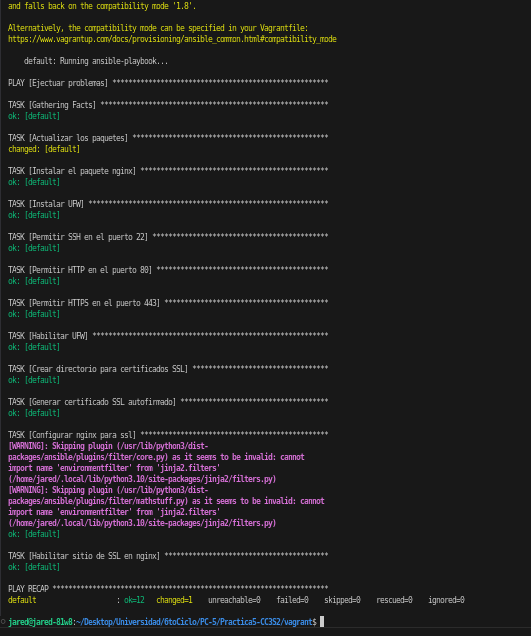 and falls back on the compatibility mode '1.8'.
Alternatively, the compatibility mode can be specified in your Vagrantfile:
https://www.vagrantup.com/docs/provisioning/ansible_common.html#compatibility_mode
default: Running ansible-playbook...
PLAY [Ejectuar problemas] ******************************************************
TASK [Gathering Facts] *********************************************************
ok: [default]
TASK [Actualizar los paquetes] *************************************************
changed: [default]
TASK [Instalar el paquete nginx] ***********************************************
ok: [default]
TASK [Instalar UFW] ************************************************************
ok: [default]
TASK [Permitir SSH en el puerto 22] ********************************************
ok: [default]
TASK [Permitir HTTP en el puerto 80] *******************************************
ok: [default]
TASK [Permitir HTTPS en el puerto 443] *****************************************
ok: [default]
TASK [Habilitar UFW] ***********************************************************
ok: [default]
TASK [Crear directorio para certificados SSL] **********************************
ok: [default]
TASK [Generar certificado SSL autofirmado] *************************************
ok: [default]
TASK [Configurar nginx para ssl] ***********************************************
[WARNING]: Skipping plugin (/usr/lib/python3/dist-
packages/ansible/plugins/filter/core.py) as it seems to be invalid: cannot
import name 'environmentfilter' from 'jinja2.filters'
(/home/jared/.local/lib/python3.10/site-packages/jinja2/filters.py)
[WARNING]: Skipping plugin (/usr/lib/python3/dist-
packages/ansible/plugins/filter/mathstuff.py) as it seems to be invalid: cannot
import name 'environmentfilter' from 'jinja2.filters'
(/home/jared/.local/lib/python3.10/site-packages/jinja2/filters.py)
ok: [default]
TASK [Habilitar sitio de SSL en nginx] *****************************************
ok: [default]
PLAY RECAP *********************************************************************
default : ok=12 changed=1 unreachable=0 failed=0 skipped=0 rescued=0 ignored=0
jared@jared-81w8:~/Desktop/Universidad/6toCiclo/PC-5/Practica5-CC3S2/vagrant$